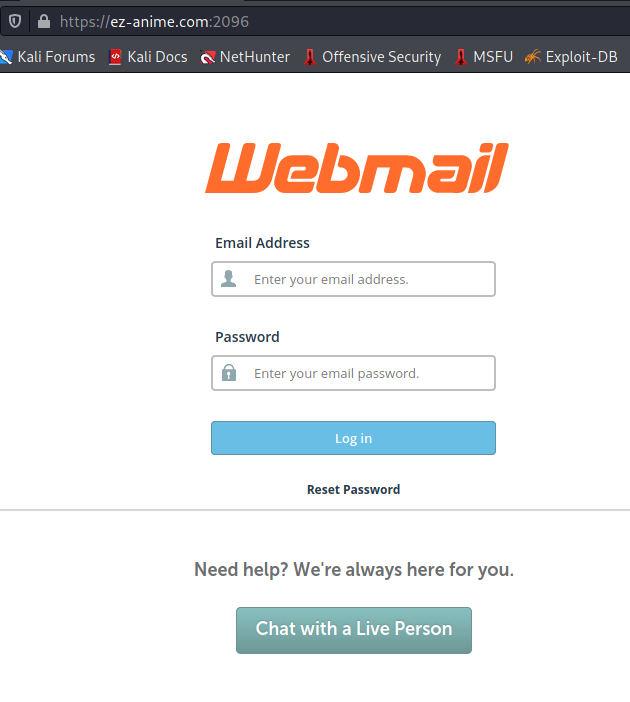 https://ez-anime.com:2096
Kali Forums Kali Docs NetHunter Offensive Security MSFU Exploit-DB
Webmail
Email Address
Enter your email address.
Password
Enter your email password.
Log in
Reset Password
Need help? We're always here for you.
Chat with a Live Person